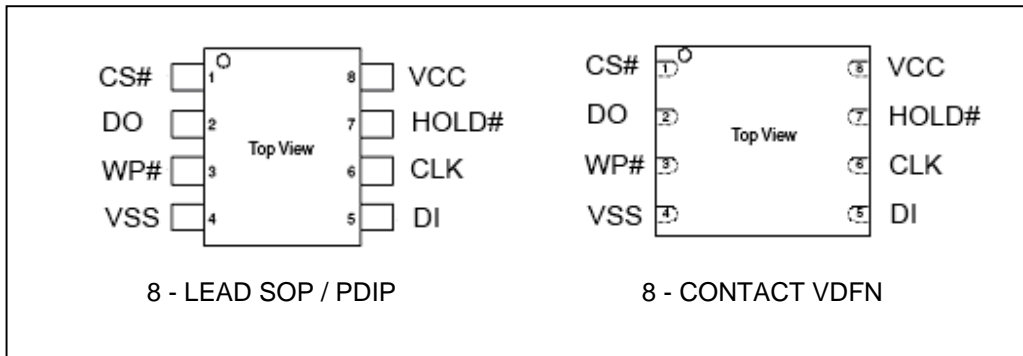 CS# 1 8 VCC
DO 2 7 HOLD#
Top View
WP# 3 6 CLK
VSS 4 5 DI
8 - LEAD SOP / PDIP
CS# 1 8 VCC
DO 2 7 HOLD#
Top View
WP# 3 6 CLK
VSS 4 5 DI
8 - CONTACT VDFN